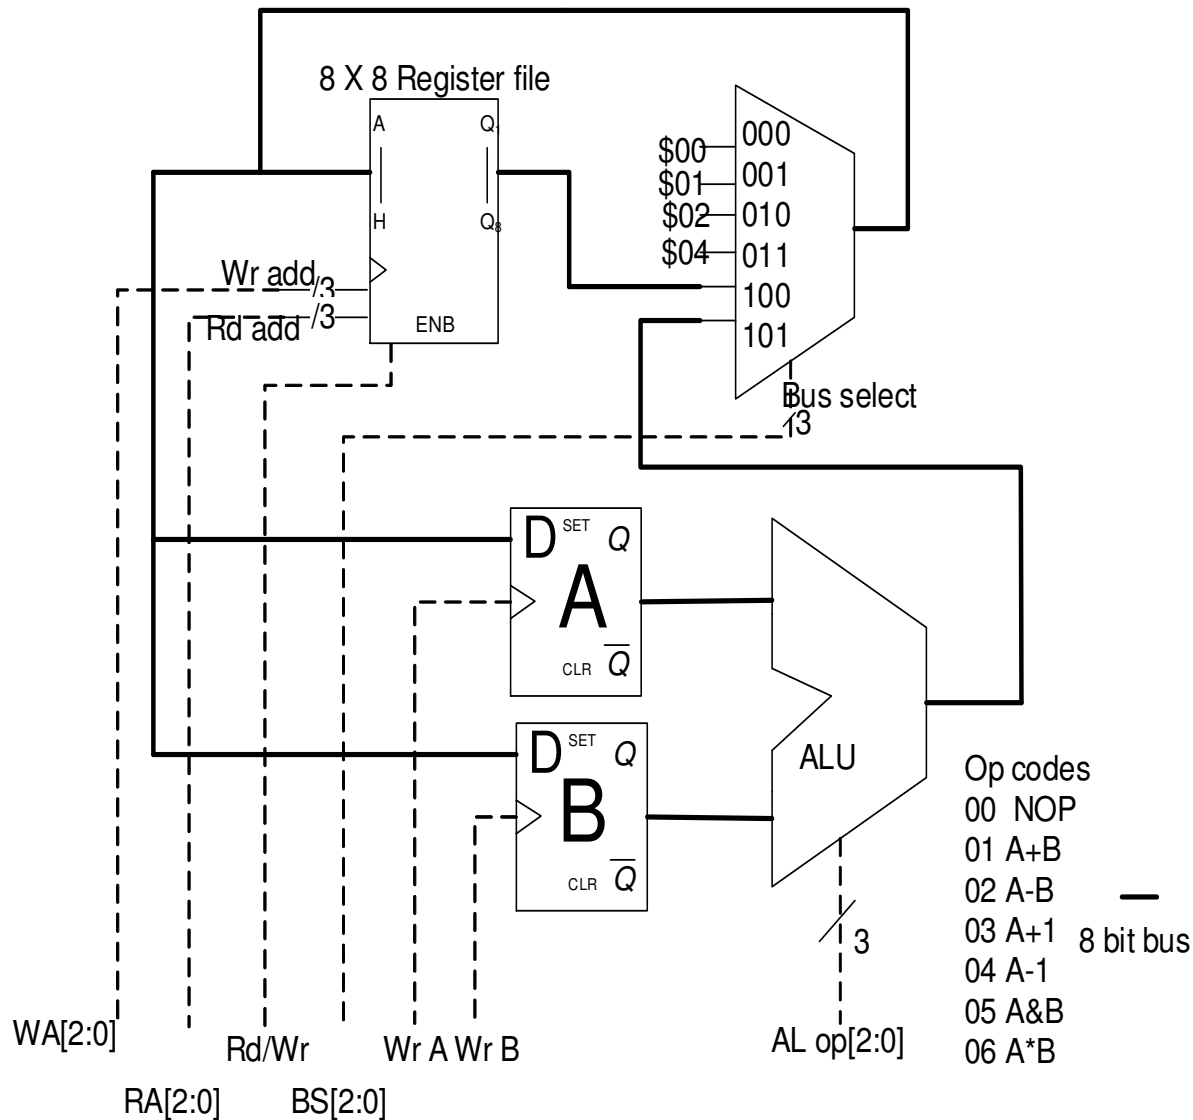 8 X 8 Register file
A
Q1
H
Q8
Wr add
/3
Rd add
/3
ENB
$00
000
$01
001
$02
010
$04
011
100
101
Bus select
3
D SET Q
A
CLR Q
D SET Q
B
CLR Q
ALU
3
Op codes
00 NOP
01 A+B
02 A-B
03 A+1
04 A-1
05 A&B
06 A*B
8 bit bus
WA[2:0]
RA[2:0]
Rd/Wr
BS[2:0]
Wr A Wr B
AL op[2:0]